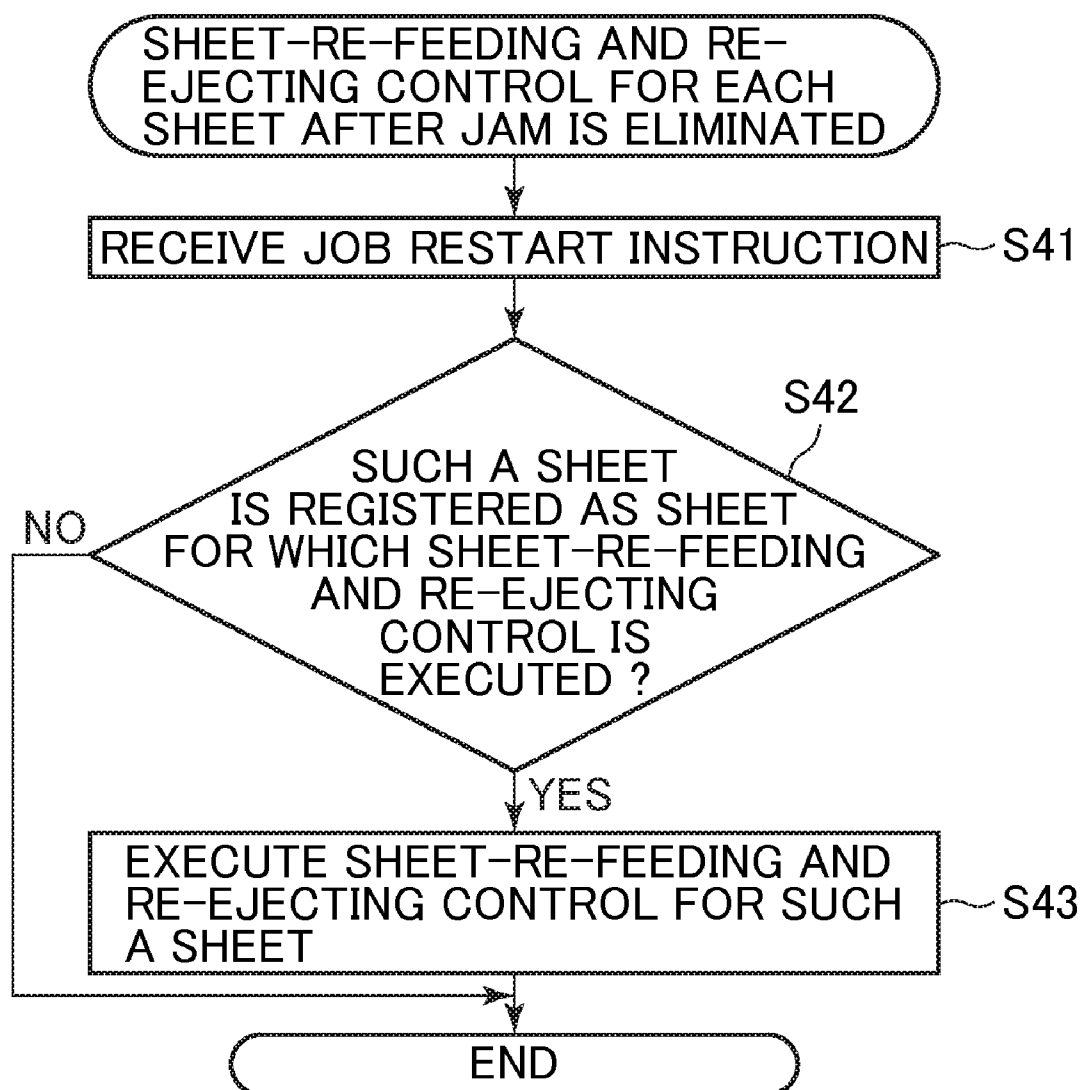 SHEET-RE-FEEDING AND RE-
EJECTING CONTROL FOR EACH
SHEET AFTER JAM IS ELIMINATED
RECEIVE JOB RESTART INSTRUCTION
S41
S42
SUCH A SHEET
IS REGISTERED AS SHEET
FOR WHICH SHEET-RE-FEEDING
AND RE-EJECTING
CONTROL IS
EXECUTED ?
NO
YES
EXECUTE SHEET-RE-FEEDING AND
RE-EJECTING CONTROL FOR SUCH
A SHEET
S43
END